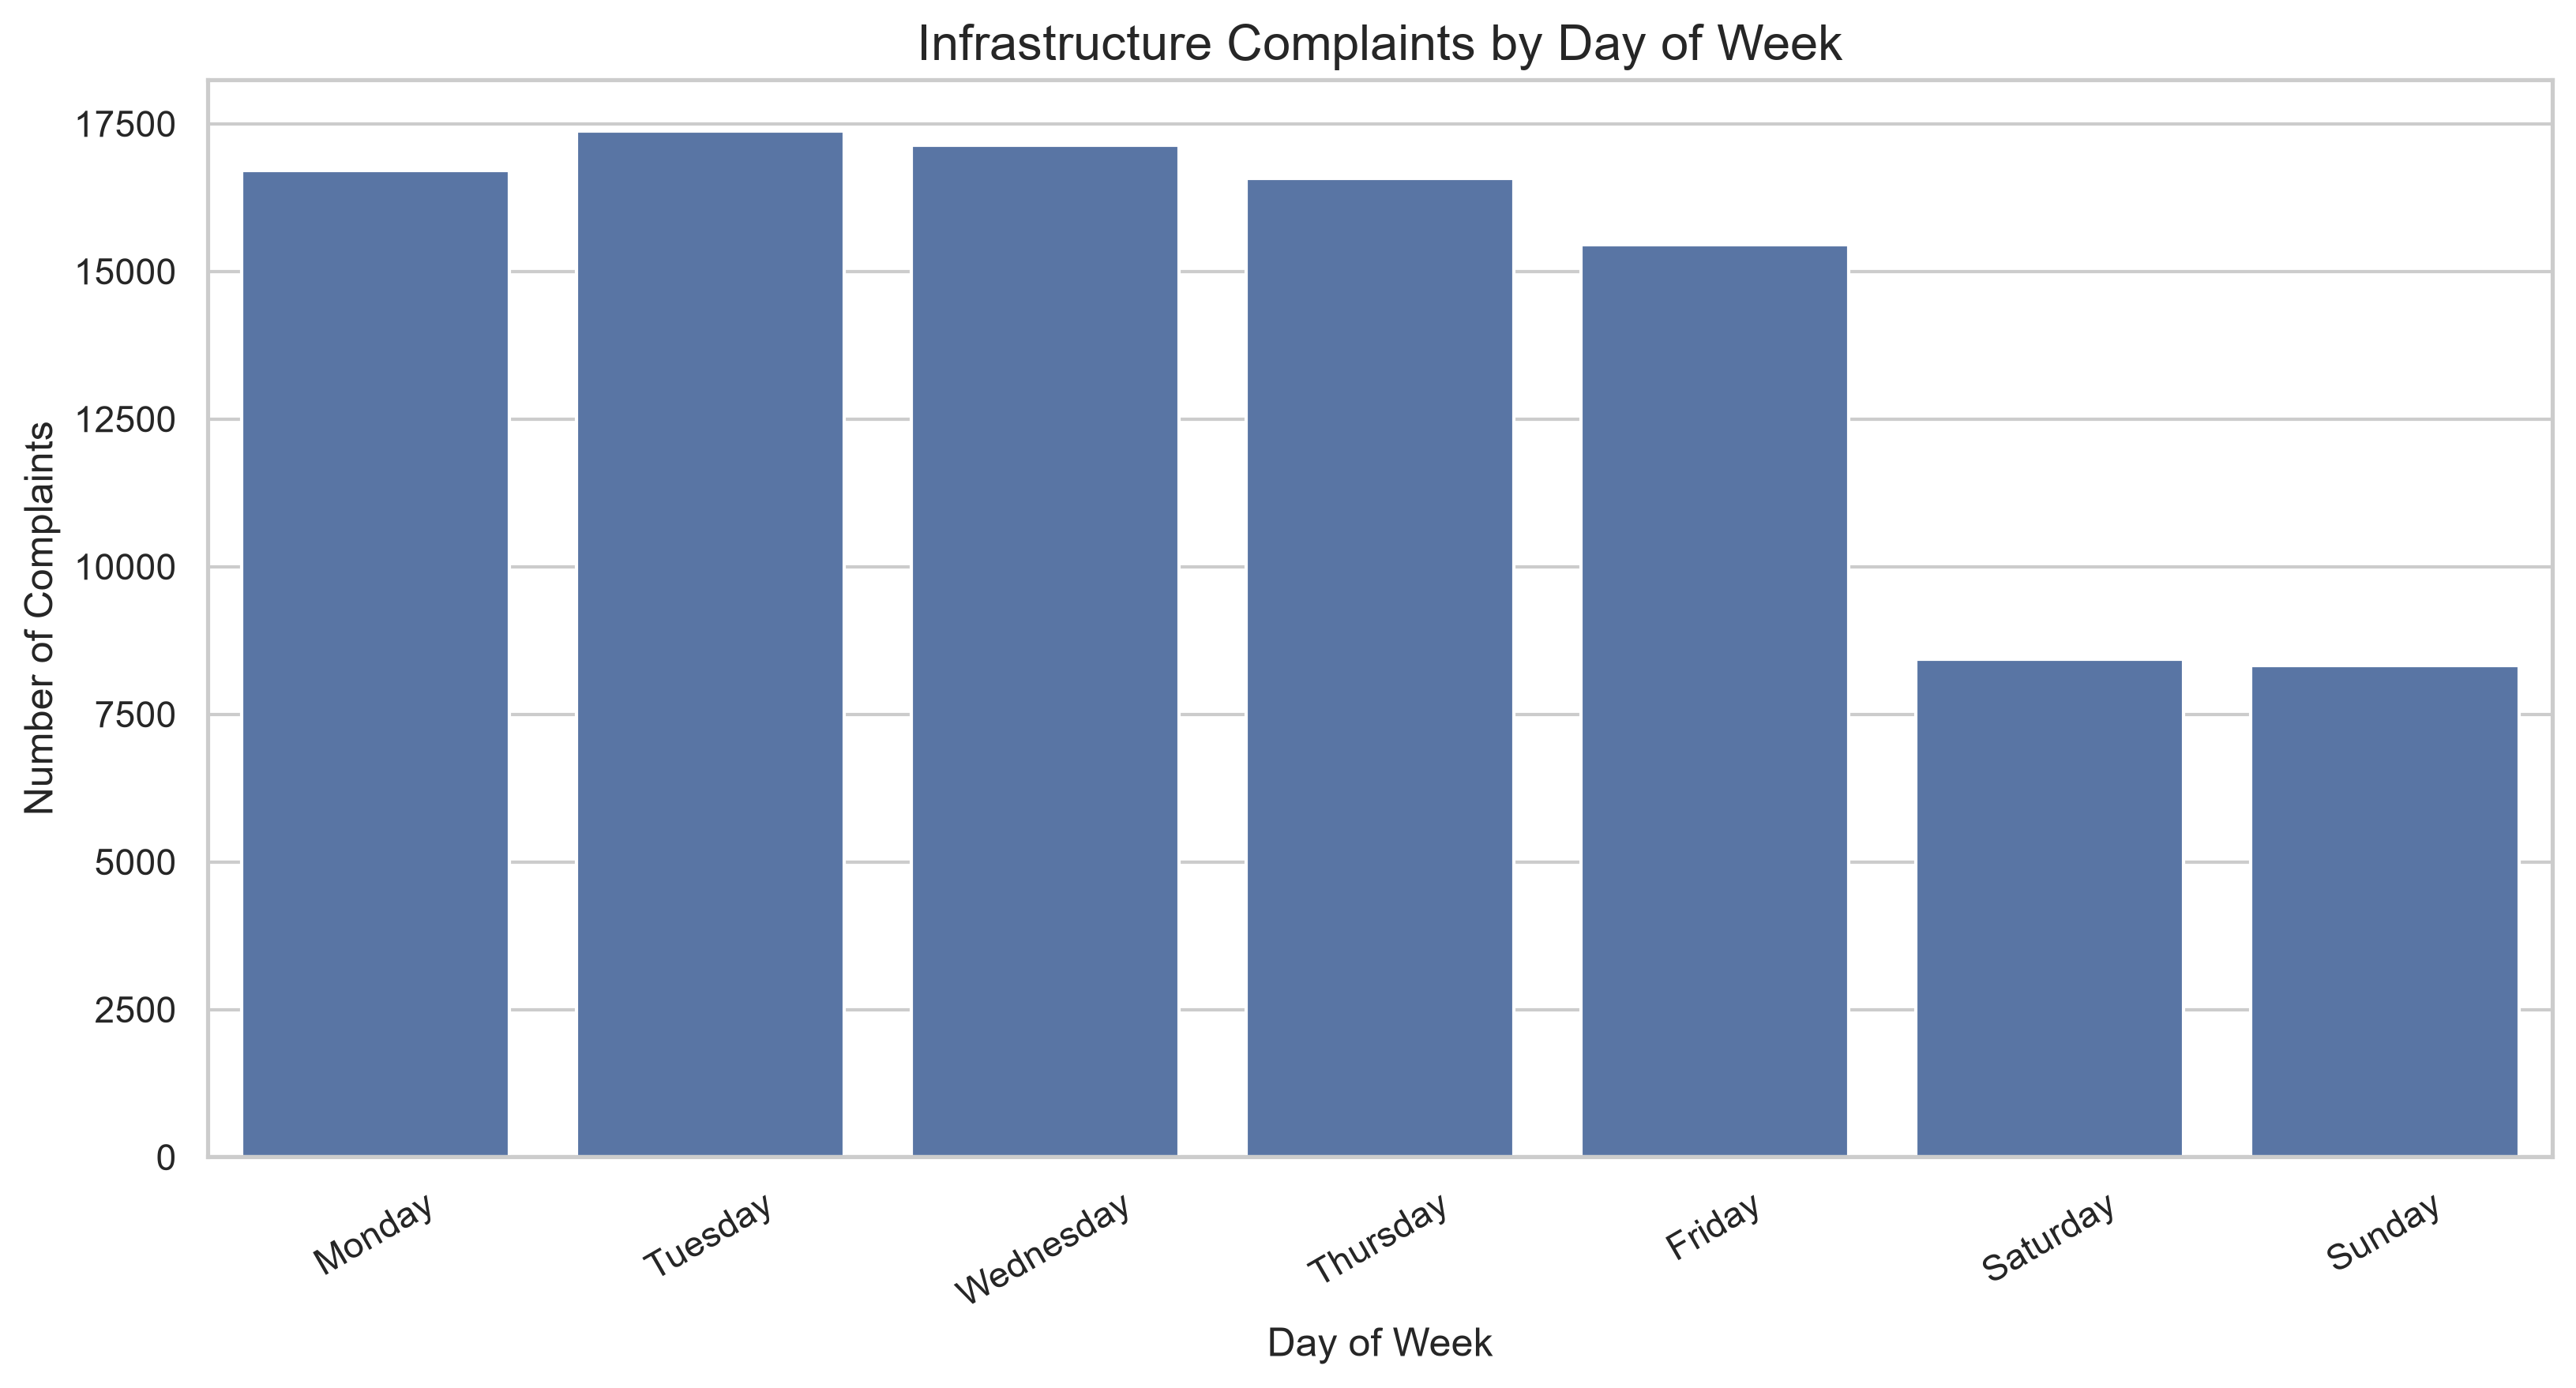 Infrastructure Complaints by Day of Week
Number of Complaints
17500
15000
12500
10000
7500
5000
2500
0
Monday
Tuesday
Wednesday
Thursday
Friday
Saturday
Sunday
Day of Week